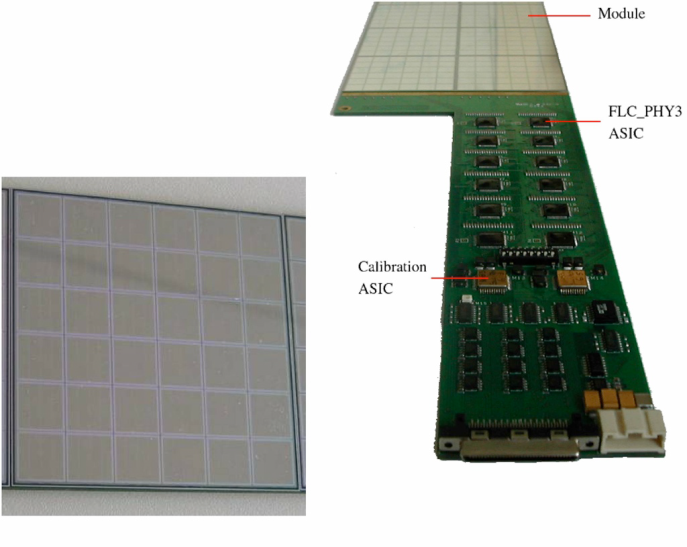 Module
FLC_PHY3
ASIC
Calibration
ASIC